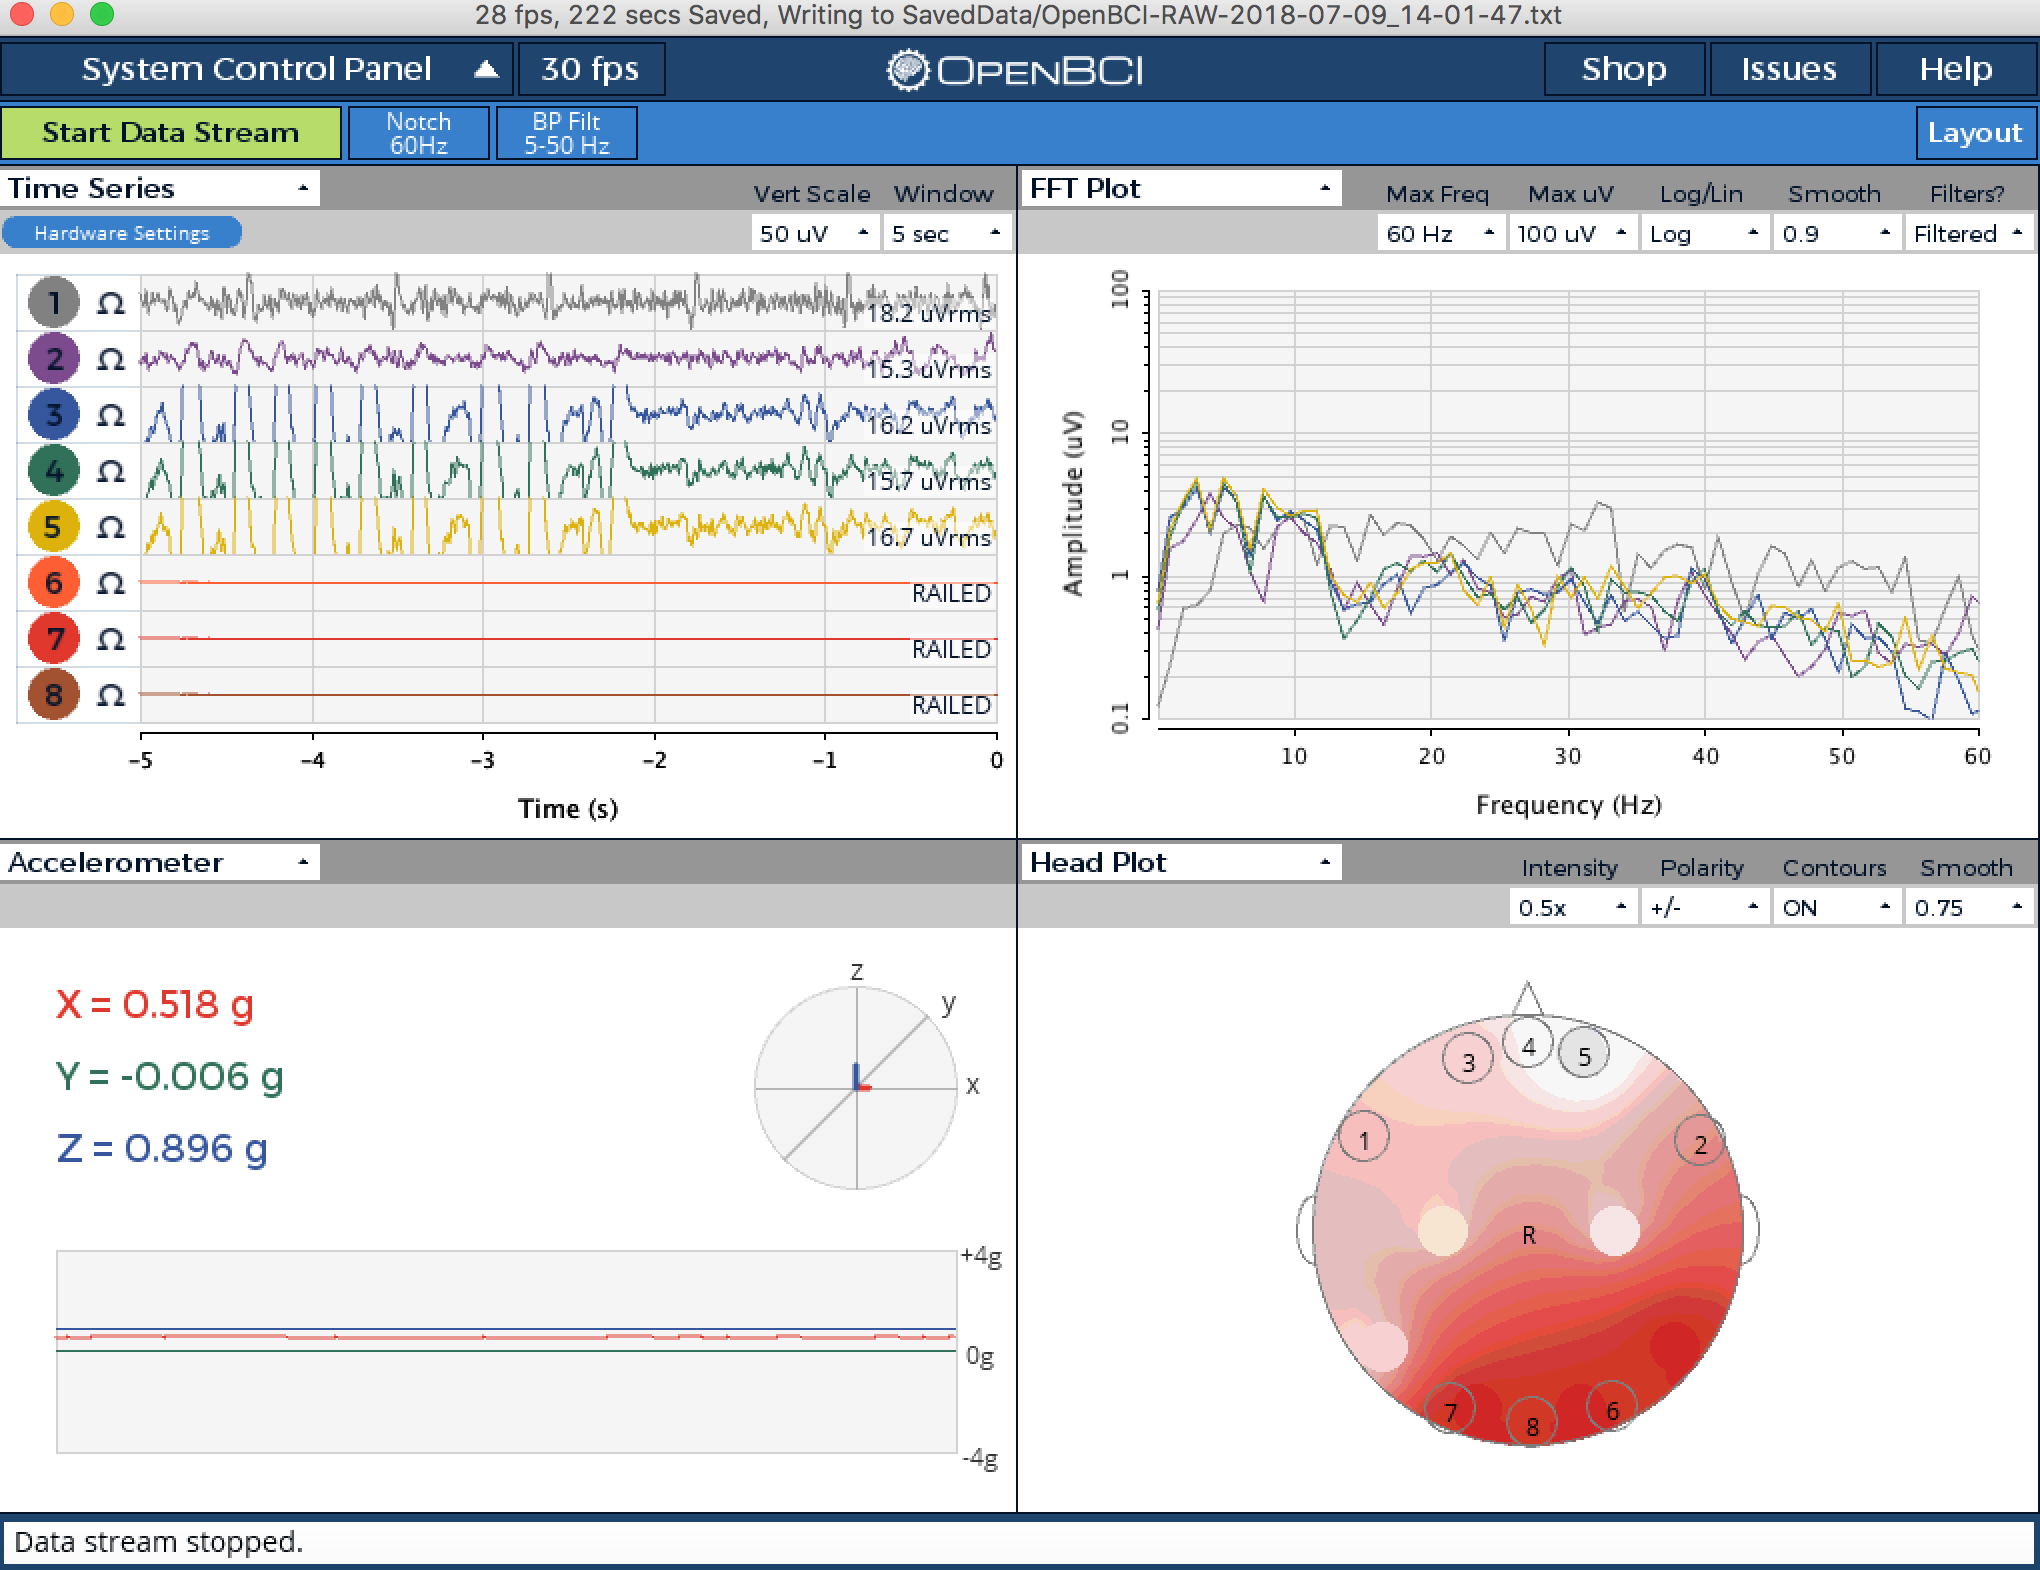 28 fps, 222 secs Saved, Writing to SavedData/OpenBCI-RAW-2018-07-09_14-01-47.txt
System Control Panel
30 fps
OPENBCI
Shop
Issues
Help
Start Data Stream
Notch
60Hz
BP Filt
5-50 Hz
Layout
Time Series
Vert Scale
Window
Hardware Settings
50 uV
5 sec
1 Ω 18.2 uVrms
2 Ω 15.3 uVrms
3 Ω 16.2 uVrms
4 Ω 15.7 uVrms
5 Ω 16.7 uVrms
6 Ω RAILED
7 Ω RAILED
8 Ω RAILED
-5 -4 -3 -2 -1 0
Time (s)
FFT Plot
Max Freq
Max uV
Log/Lin
Smooth
Filters?
60 Hz
100 uV
Log
0.9
Filtered
100
10
1
0.1
Amplitude (uV)
10 20 30 40 50 60
Frequency (Hz)
Accelerometer
X = 0.518 g
Y = -0.006 g
Z = 0.896 g
z
y
x
+4g
0g
-4g
Head Plot
Intensity
Polarity
Contours
Smooth
0.5x
+/-
ON
0.75
3
4
5
1
2
R
7
8
6
Data stream stopped.